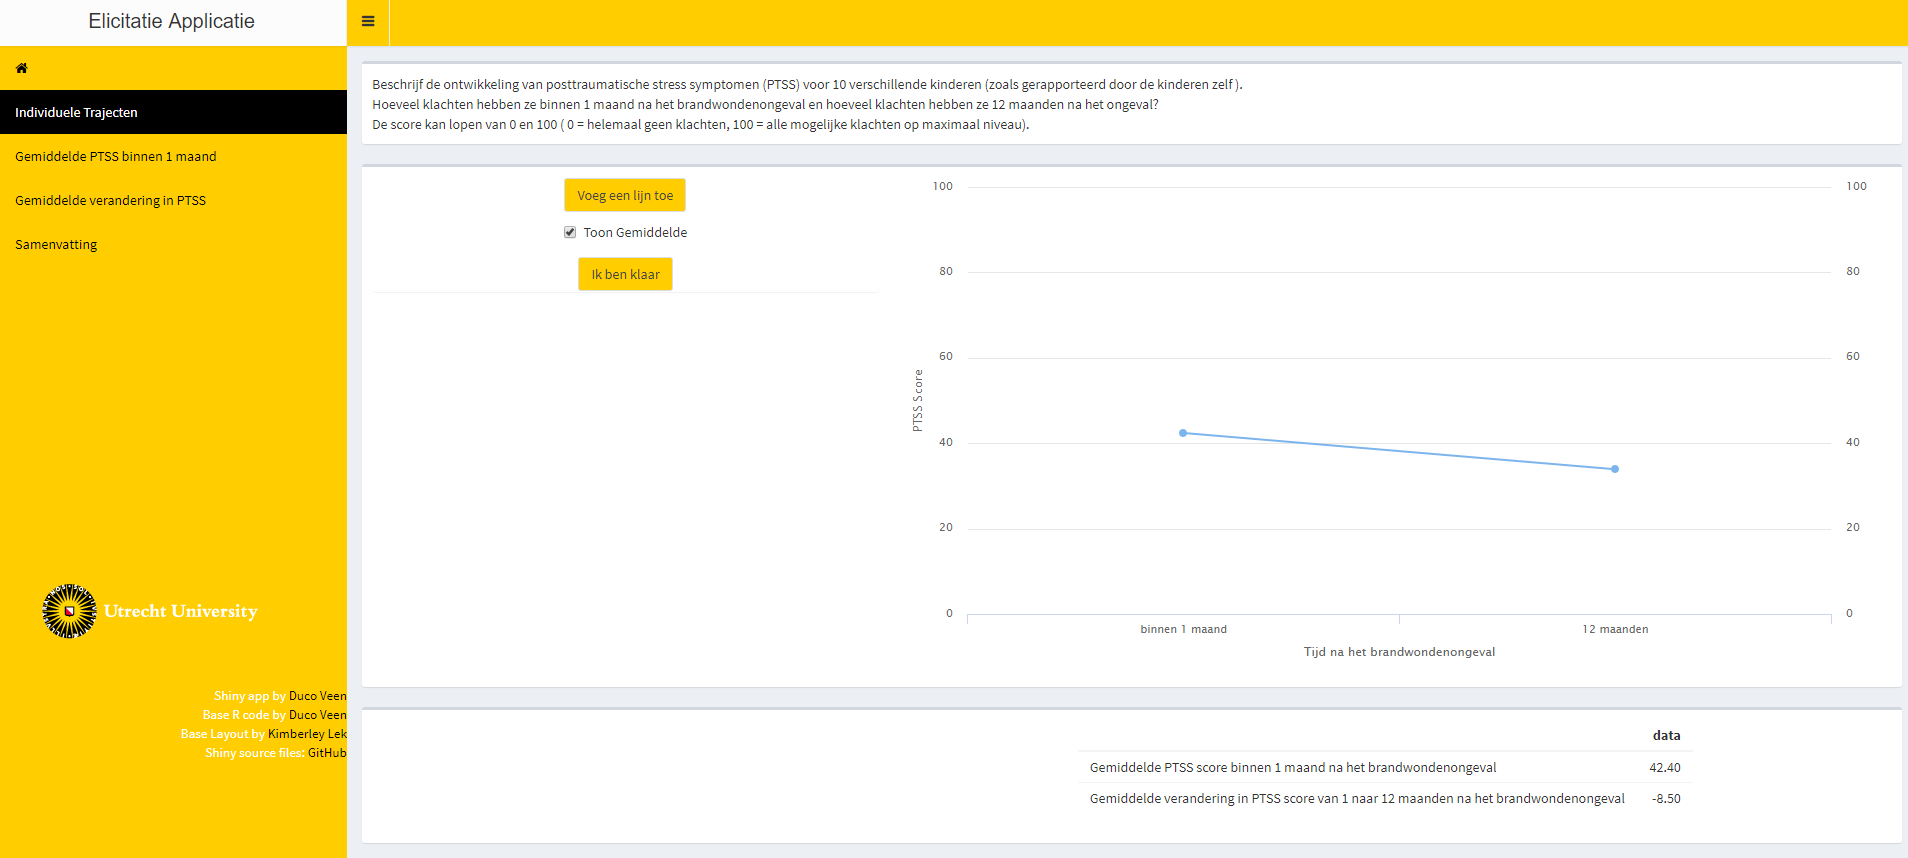 Elicitatie Applicatie
Individuele Trajecten
Gemiddelde PTSS binnen 1 maand
Gemiddelde verandering in PTSS
Samenvatting
Utrecht University
Shiny app by Duco Veen
Base R code by Duco Veen
Base Layout by Kimberley Lek
Shiny source files: GitHub
Beschrijf de ontwikkeling van posttraumatische stress symptomen (PTSS) voor 10 verschillende kinderen (zoals gerapporteerd door de kinderen zelf ).
Hoeveel klachten hebben ze binnen 1 maand na het brandwondenongeval en hoeveel klachten hebben ze 12 maanden na het ongeval?
De score kan lopen van 0 en 100 ( 0 = helemaal geen klachten, 100 = alle mogelijke klachten op maximaal niveau).
Voeg een lijn toe
Toon Gemiddelde
Ik ben klaar
PTSS Score
100 100
80 80
60 60
40 40
20 20
0 0
binnen 1 maand 12 maanden
Tijd na het brandwondenongeval
data
Gemiddelde PTSS score binnen 1 maand na het brandwondenongeval 42.40
Gemiddelde verandering in PTSS score van 1 naar 12 maanden na het brandwondenongeval -8.50